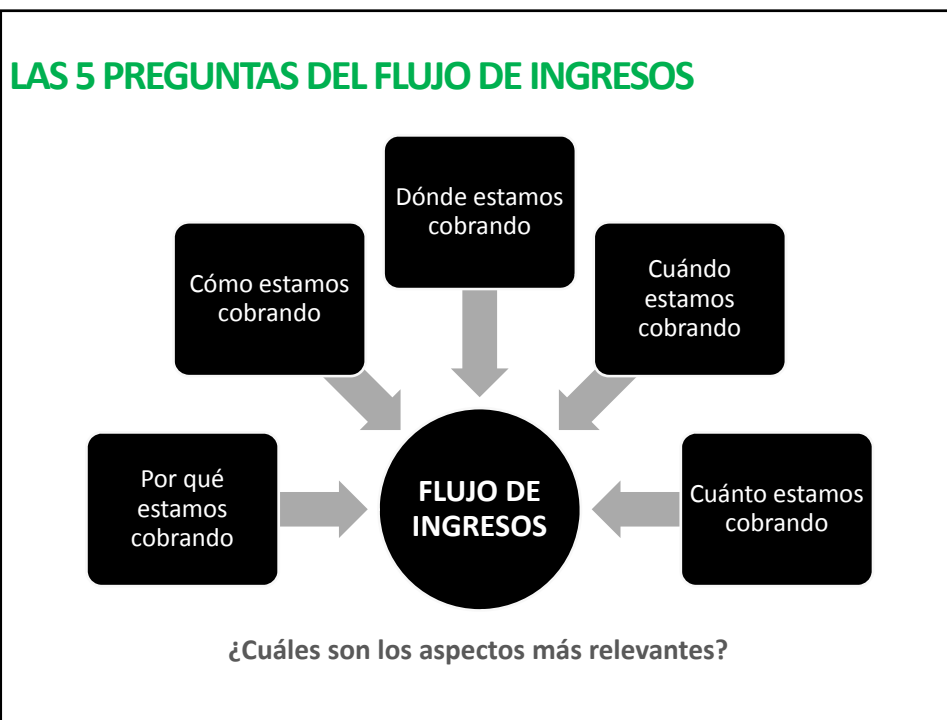 LAS 5 PREGUNTAS DEL FLUJO DE INGRESOS
Dónde estamos
cobrando
Cómo estamos
cobrando
Cuándo
estamos
cobrando
Por qué
estamos
cobrando
FLUJO DE
INGRESOS
Cuánto estamos
cobrando
¿Cuáles son los aspectos más relevantes?